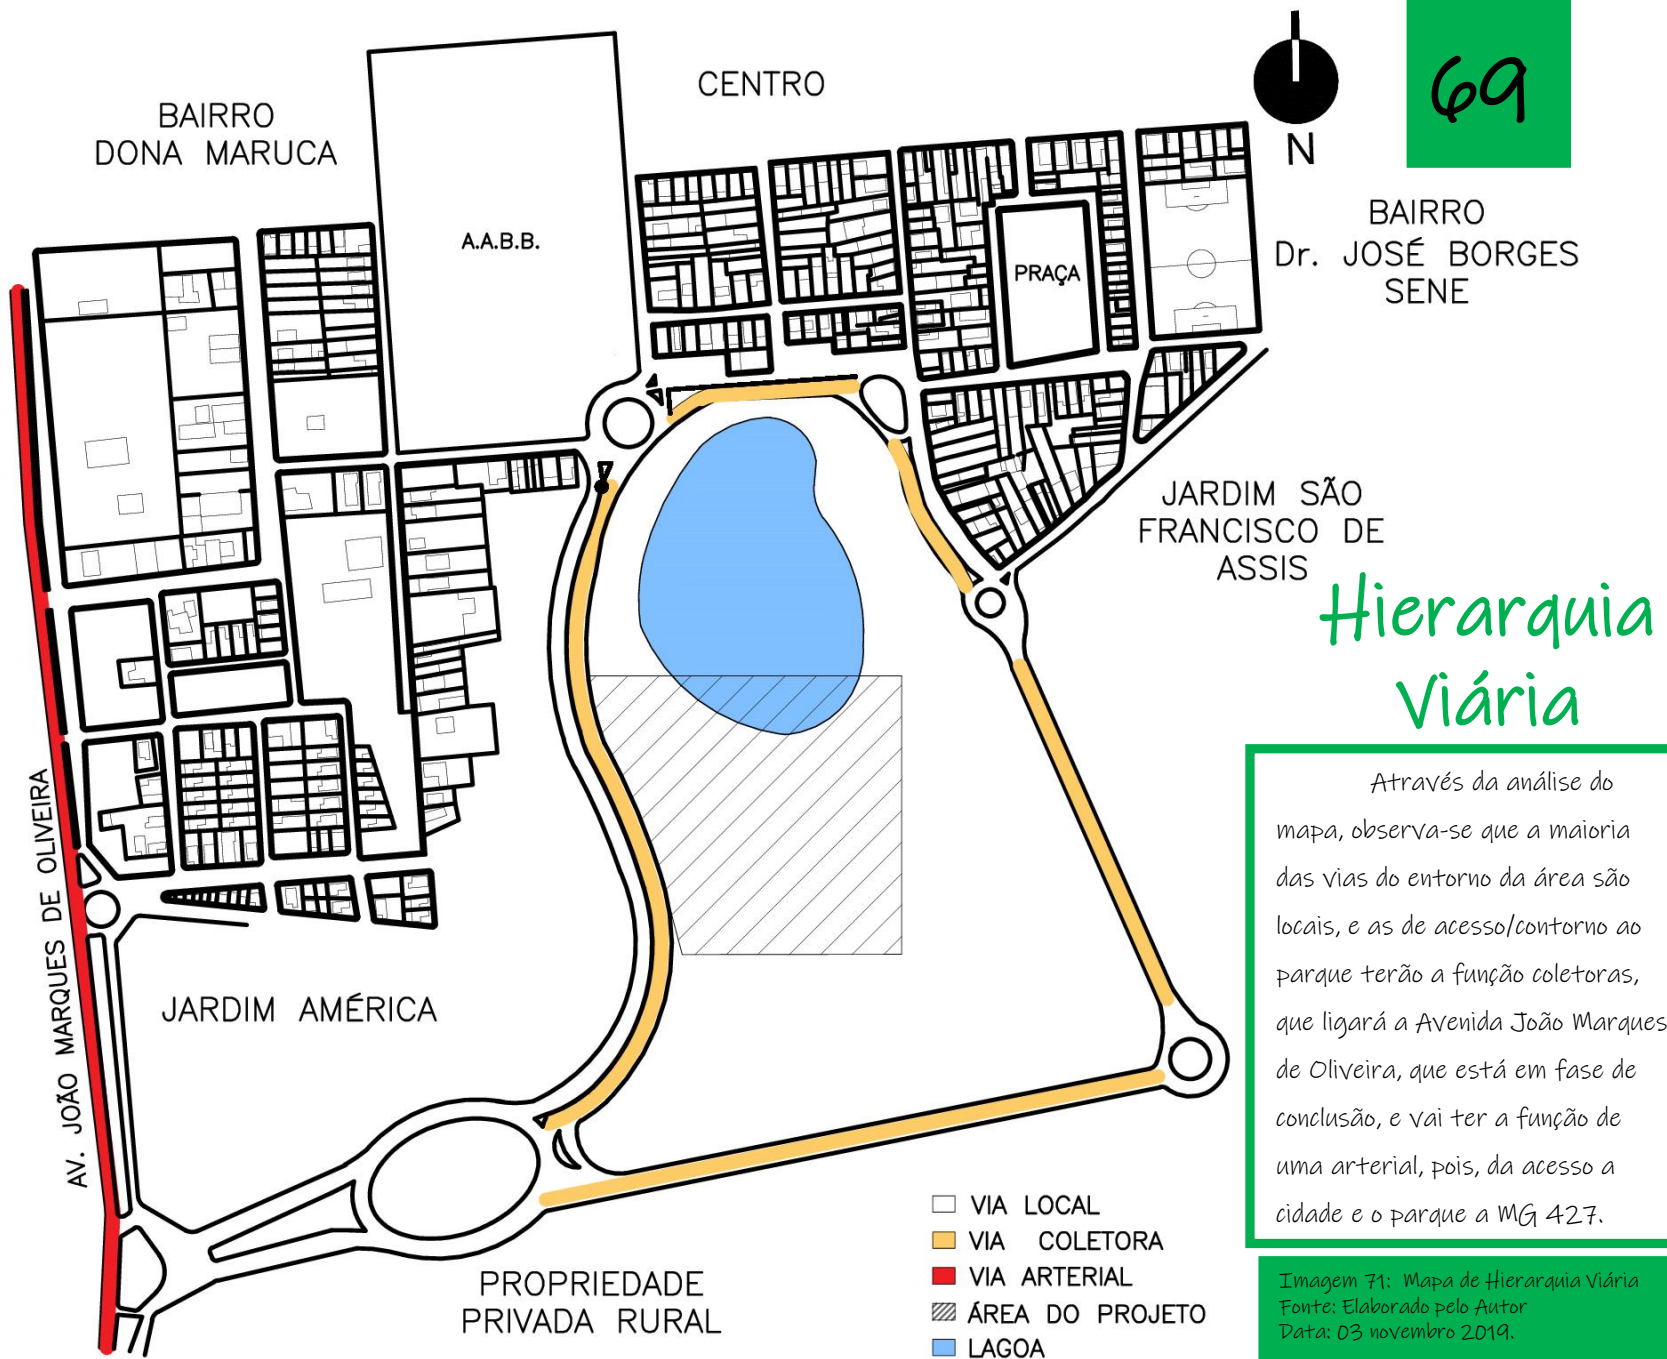 69
CENTRO
BAIRRO
DONA MARUCA
A.A.B.B.
N
PRAÇA
BAIRRO
Dr. JOSÉ BORGES
SENE
JARDIM SÃO
FRANCISCO DE
ASSIS
Hierarquia
Viária
Através da análise do
mapa, observa-se que a maioria
das vias do entorno da área são
locais, e as de acesso/contorno ao
parque terão a função coletoras,
que ligará a Avenida João Marques
de Oliveira, que está em fase de
conclusão, e vai ter a função de
uma arterial, pois, da acesso a
cidade e o parque a MG 427.
AV. JOÃO MARQUES DE OLIVEIRA
JARDIM AMÉRICA
PROPRIEDADE
PRIVADA RURAL
VIA LOCAL
VIA COLETORA
VIA ARTERIAL
ÁREA DO PROJETO
LAGOA
Imagem 71: Mapa de Hierarquia Viária
Fonte: Elaborado pelo Autor
Data: 03 novembro 2019.